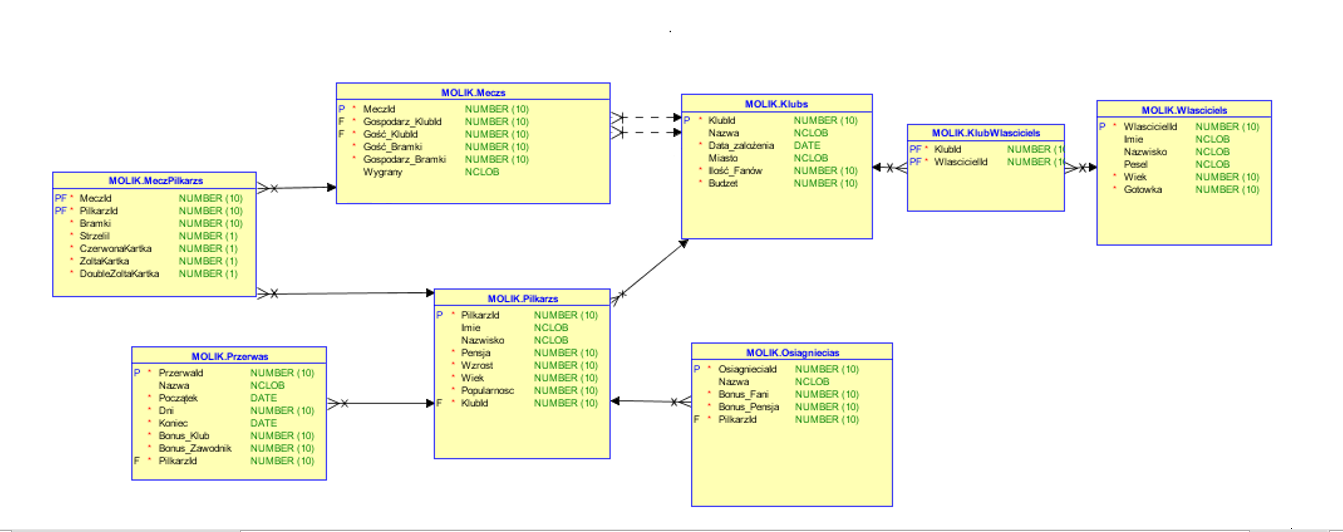 MOLIK.Meczs
P * MeczId NUMBER (10)
F * Gospodarz_KlubId NUMBER (10)
F * Gość_KlubId NUMBER (10)
* Gość_Bramki NUMBER (10)
* Gospodarz_Bramki NUMBER (10)
Wygrany NCLOB
MOLIK.Klubs
P * KlubId NUMBER (10)
Nazwa NCLOB
* Data_założenia DATE
Miasto NCLOB
* Ilość_Fanów NUMBER (10)
* Budzet NUMBER (10)
MOLIK.KlubWlasciciels
PF * KlubId NUMBER (10
PF * WlascicielId NUMBER (1
MOLIK.Wlasciciels
P * WlascicielId NUMBER (10)
Imie NCLOB
Nazwisko NCLOB
Pesel NCLOB
* Wiek NUMBER (10)
* Gotowka NUMBER (10)
MOLIK.MeczPilkarzs
PF * MeczId NUMBER (10)
PF * PilkarzId NUMBER (10)
* Bramki NUMBER (10)
* Strzelil NUMBER (1)
* CzerwonaKartka NUMBER (1)
* ZoltaKartka NUMBER (1)
* DoubleZoltaKartka NUMBER (1)
MOLIK.Pilkarzs
P * PilkarzId NUMBER (10)
Imie NCLOB
Nazwisko NCLOB
* Pensja NUMBER (10)
* Wzrost NUMBER (10)
* Wiek NUMBER (10)
* Popularnosc NUMBER (10)
F * KlubId NUMBER (10)
MOLIK.Przerwas
P * PrzerwaId NUMBER (10)
Nazwa NCLOB
* Początek DATE
* Dni NUMBER (10)
* Koniec DATE
* Bonus_Klub NUMBER (10)
* Bonus_Zawodnik NUMBER (10)
F * PilkarzId NUMBER (10)
MOLIK.Osiagniecias
P * OsiagnieciaId NUMBER (10)
Nazwa NCLOB
* Bonus_Fani NUMBER (10)
* Bonus_Pensja NUMBER (10)
F * PilkarzId NUMBER (10)